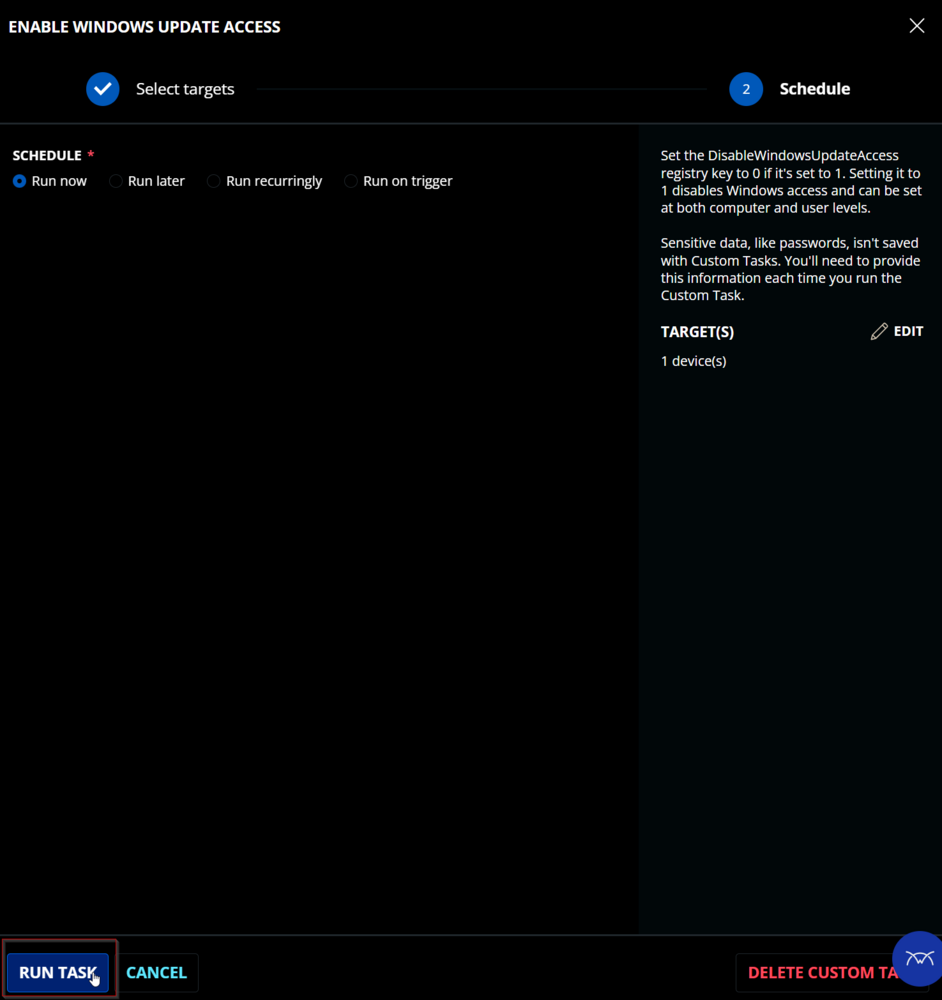 ENABLE WINDOWS UPDATE ACCESS
Select targets
2 Schedule
SCHEDULE *
Run now Run later Run recurringly Run on trigger
Set the DisableWindowsUpdateAccess
registry key to 0 if it's set to 1. Setting it to
1 disables Windows access and can be set
at both computer and user levels.
Sensitive data, like passwords, isn't saved
with Custom Tasks. You'll need to provide
this information each time you run the
Custom Task.
TARGET(S) EDIT
1 device(s)
RUN TASK CANCEL DELETE CUSTOM TA